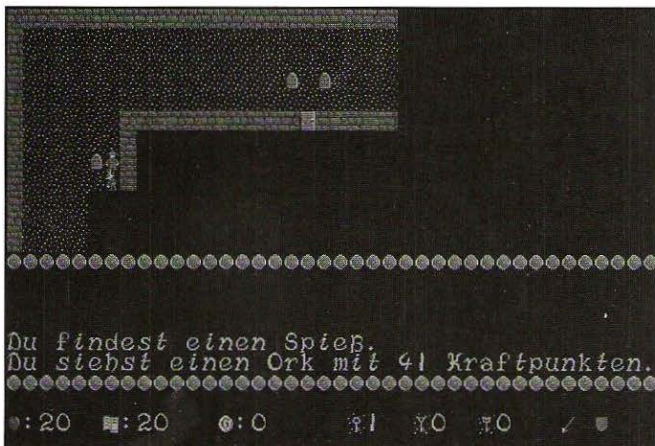 Du findest einen Spieß.
Du siehst einen Ork mit 41 Kraftpunkten.
:20 :20 :0 1 0 0